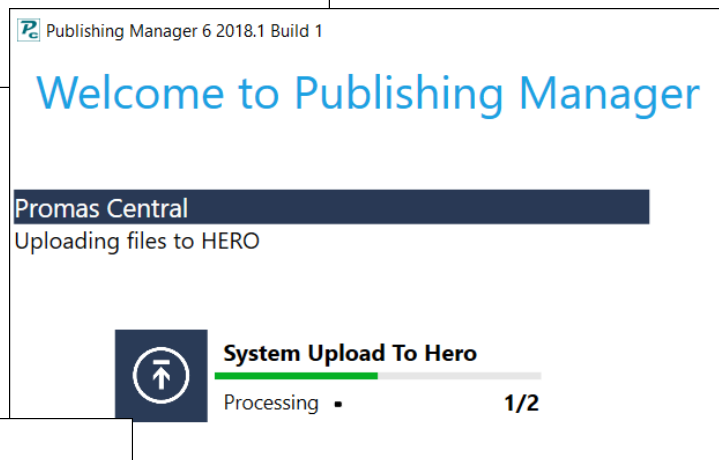 Publishing Manager 6 2018.1 Build 1
Welcome to Publishing Manager
Promas Central
Uploading files to HERO
System Upload To Hero
Processing 1/2